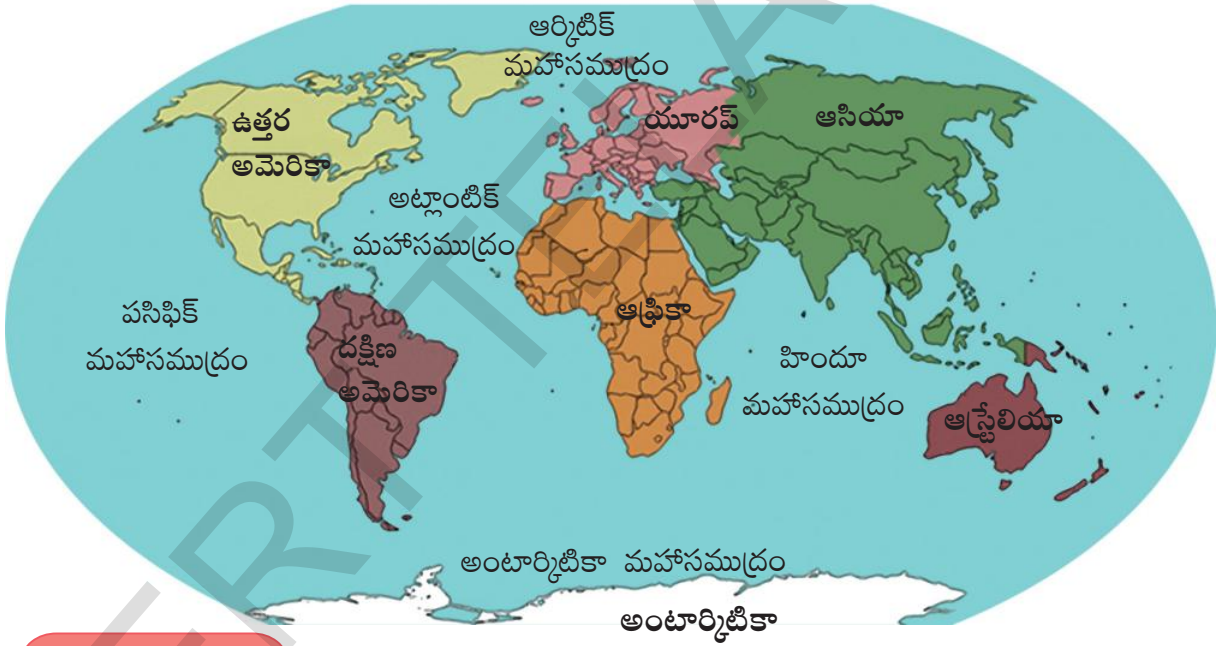 ఆర్కిటిక్
మహాసముద్రం
ఉత్తర
అమెరికా
యూరప్
ఆసియా
అట్లాంటిక్
మహాసముద్రం
ఆఫ్రికా
పసిఫిక్
మహాసముద్రం
దక్షిణ
అమెరికా
హిందూ
మహాసముద్రం
ఆస్ట్రేలియా
అంటార్కిటికా మహాసముద్రం
అంటార్కిటికా